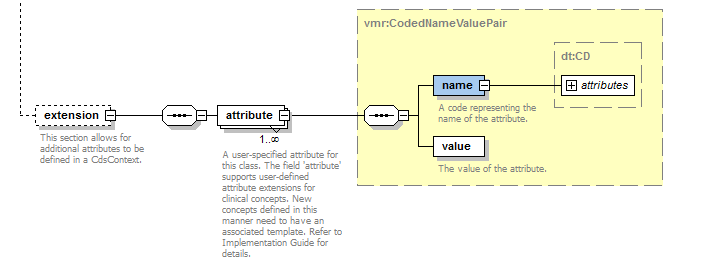 vmr:CodedNameValuePair
dt:CD
name
attributes
extension
attribute
A code representing the
name of the attribute.
This section allows for
additional attributes to be
defined in a CdsContext.
1..∞
value
A user-specified attribute for
this class. The field 'attribute'
supports user-defined
attribute extensions for
clinical concepts. New
concepts defined in this
manner need to have an
associated template. Refer to
Implementation Guide for
details.
The value of the attribute.